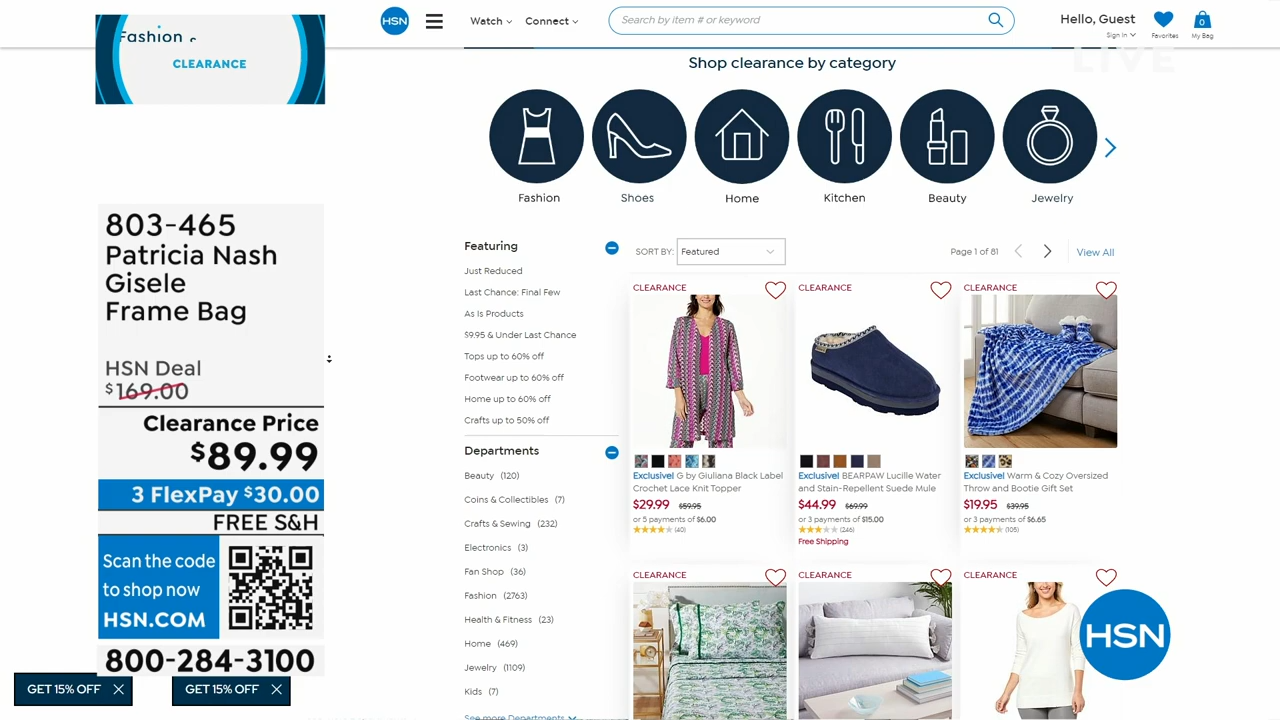 Fashion
CLEARANCE
803-465
Patricia Nash
Gisele
Frame Bag
HSN Deal
$169.00
Clearance Price
$89.99
3 FlexPay $30.00
FREE S&H
Scan the code
to shop now
HSN.COM
800-284-3100
GET 15% OFF
GET 15% OFF
HSN
Watch
Connect
Search by item # or keyword
Hello, Guest
Sign In
Favorites
0
My Bag
LIVE
Shop clearance by category
Fashion
Shoes
Home
Kitchen
Beauty
Jewelry
Featuring
Just Reduced
Last Chance: Final Few
As Is Products
$9.95 & Under Last Chance
Tops up to 60% off
Footwear up to 60% off
Home up to 60% off
Crafts up to 50% off
Departments
Beauty (120)
Coins & Collectibles (7)
Crafts & Sewing (232)
Electronics (3)
Fan Shop (36)
Fashion (2763)
Health & Fitness (23)
Home (469)
Jewelry (1109)
Kids (7)
See more Departments
SORT BY: Featured
Page 1 of 81
View All
CLEARANCE
Exclusive! G by Giuliana Black Label
Crochet Lace Knit Topper
$29.99 $59.95
or 5 payments of $6.00
(40)
CLEARANCE
Exclusive! BEARPAW Lucille Water
and Stain-Repellent Suede Mule
$44.99 $69.99
or 3 payments of $15.00
(246)
Free Shipping
CLEARANCE
Exclusive! Warm & Cozy Oversized
Throw and Bootie Gift Set
$19.95 $39.95
or 3 payments of $6.65
(105)
CLEARANCE
CLEARANCE
CLEARANCE
HSN